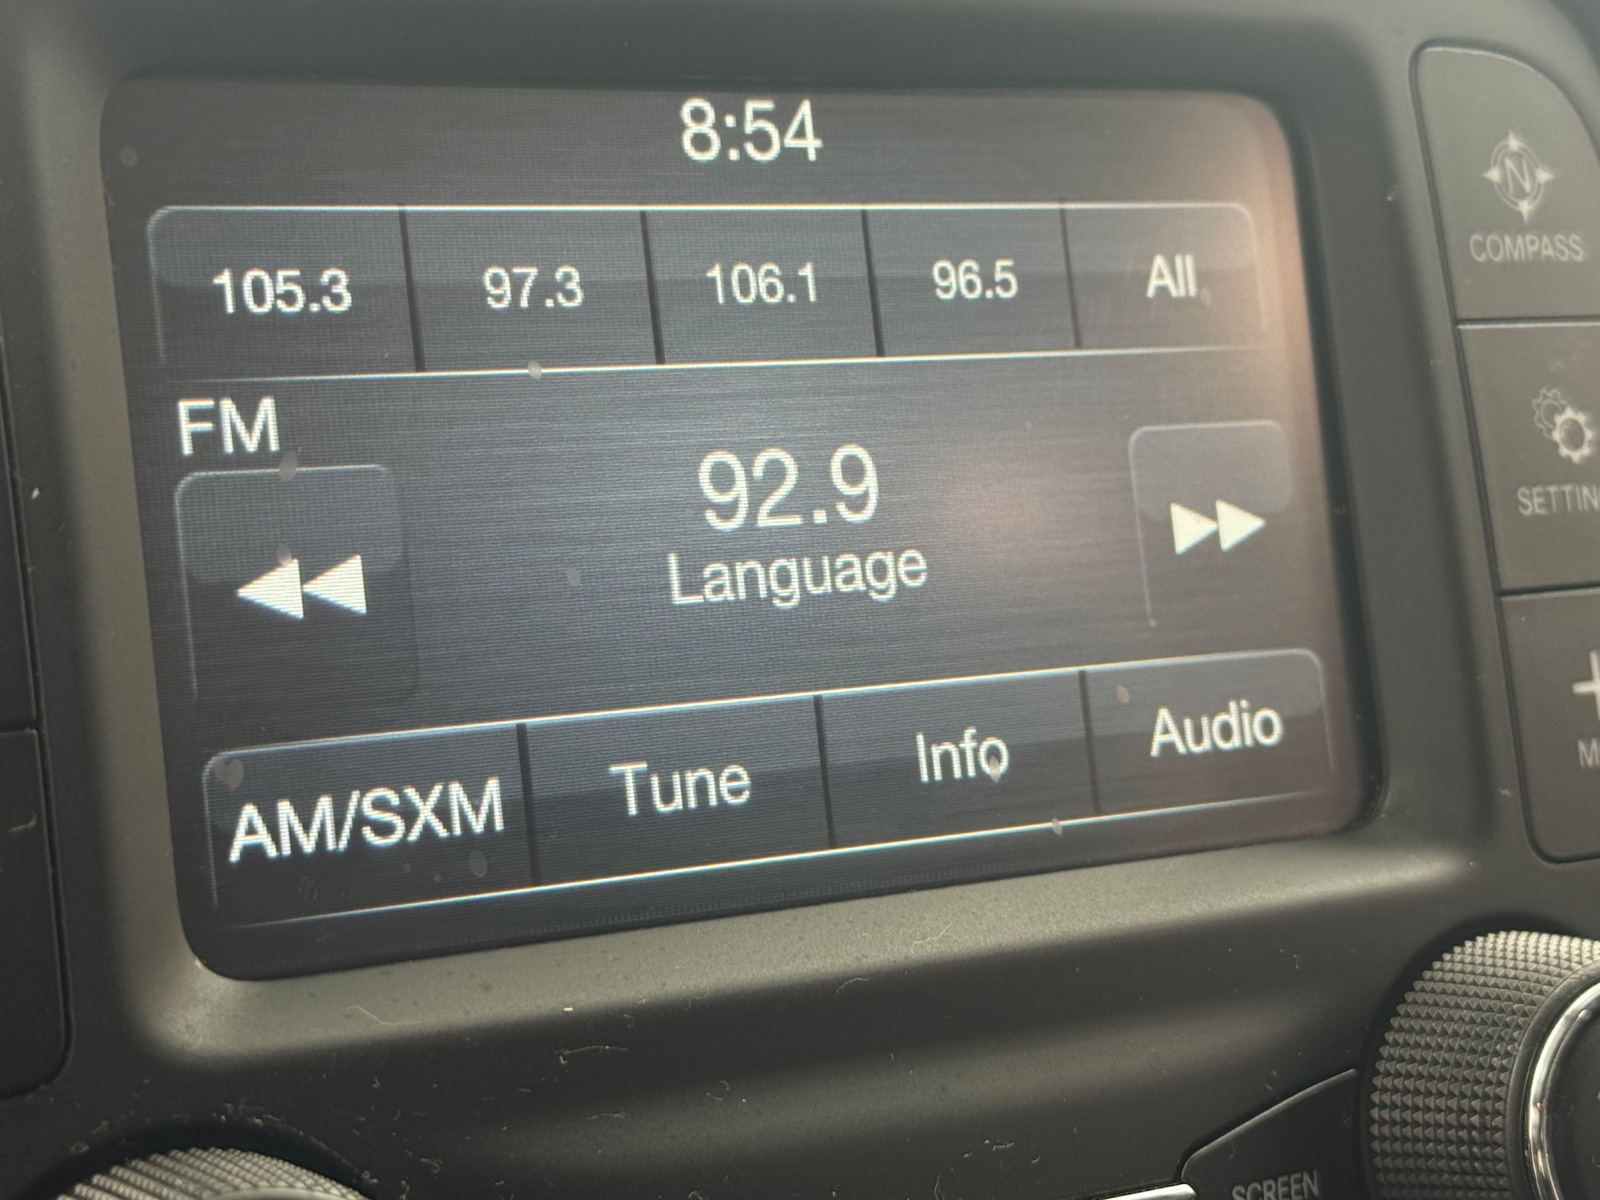 8:54
105.3 97.3 106.1 96.5 All
FM
92.9
Language
AM/SXM Tune Info Audio
N
COMPASS
SETTIN
SCREEN